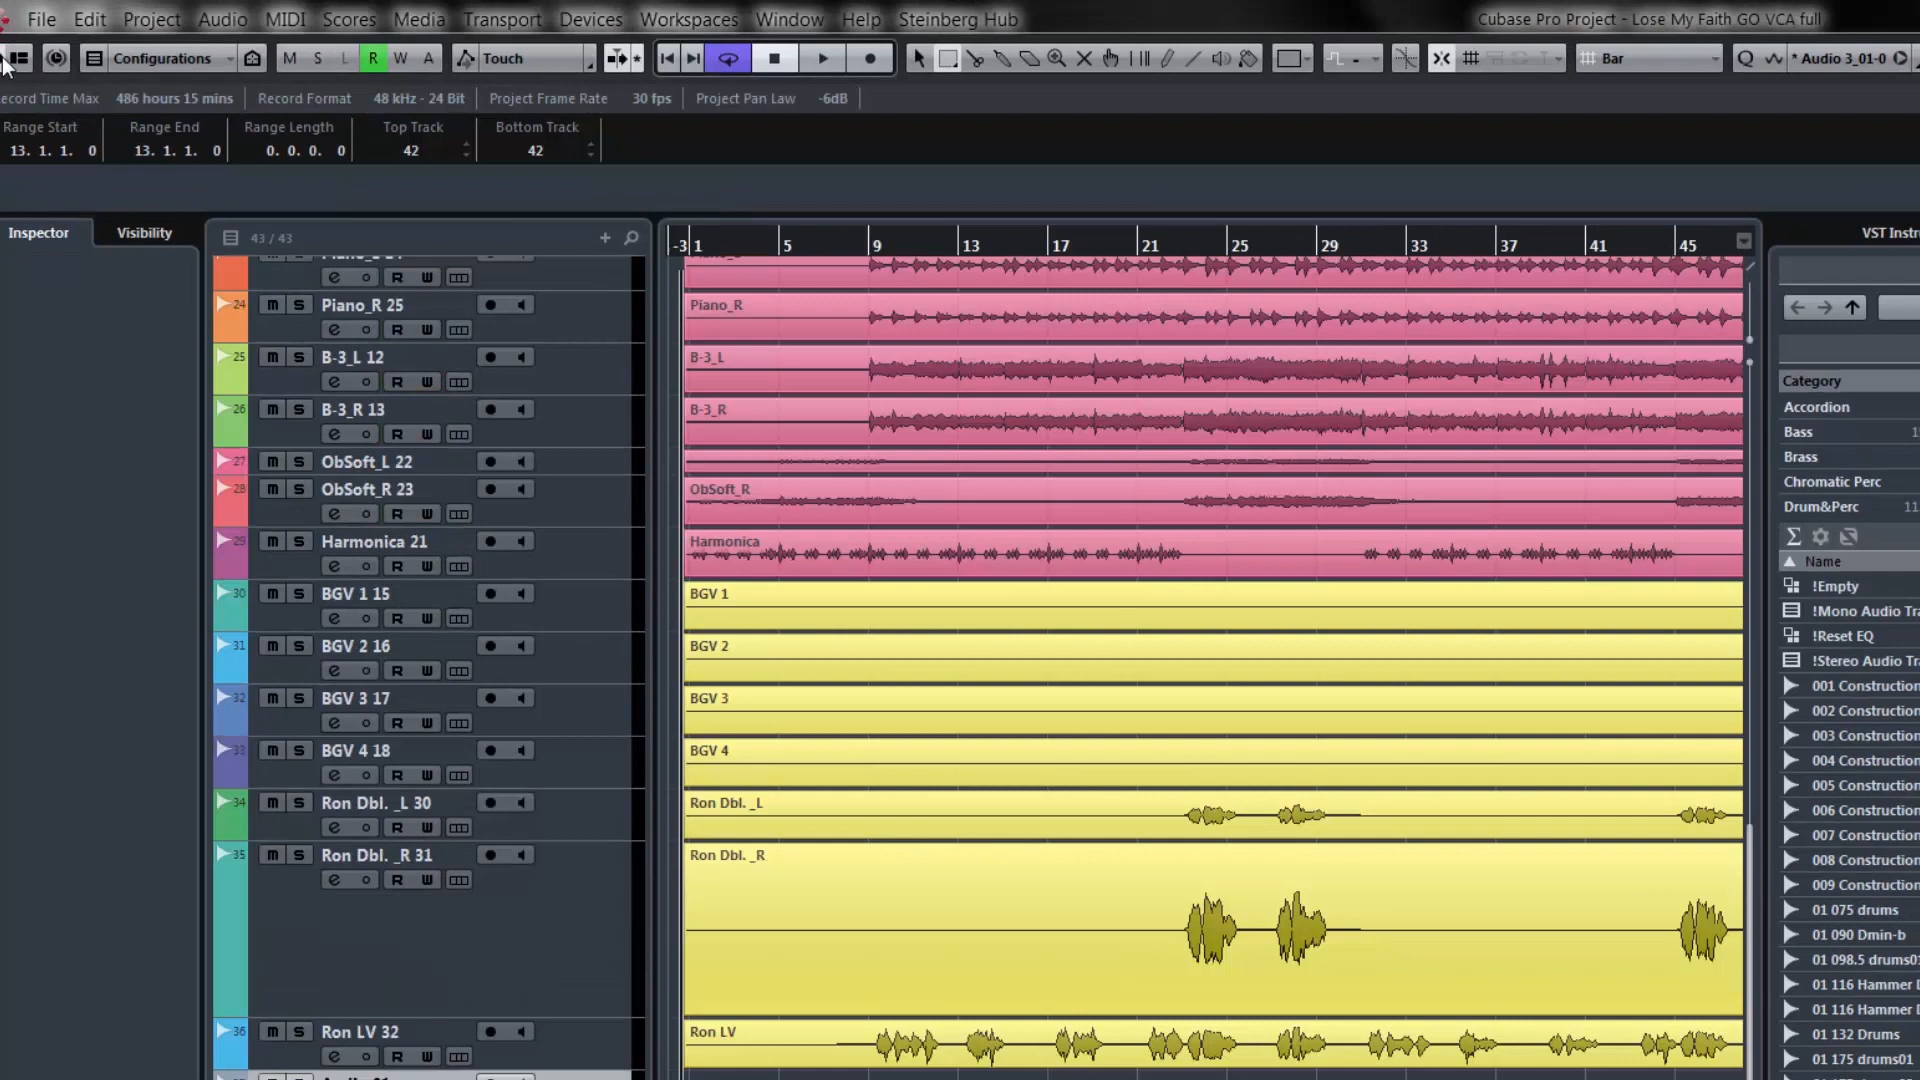 File Edit Project Audio MIDI Scores Media Transport Devices Workspaces Window Help Steinberg Hub Cubase Pro Project - Lose My Faith GO VCA full
Configurations M S L R W A Touch Bar Q * Audio 3_01-0
ecord Time Max 486 hours 15 mins Record Format 48 kHz - 24 Bit Project Frame Rate 30 fps Project Pan Law -6dB
Range Start Range End Range Length Top Track Bottom Track
13. 1. 1. 0 13. 1. 1. 0 0. 0. 0. 0 42 42
Inspector Visibility 43 / 43 -3 1 5 9 13 17 21 25 29 33 37 41 45 VST Instru
e R W
24 m S Piano_R 25 Piano_R
e R W
25 m S B-3_L 12 B-3_L
e R W
26 m S B-3_R 13 B-3_R
e R W
27 m S ObSoft_L 22
28 m S ObSoft_R 23 ObSoft_R
e R W
29 m S Harmonica 21 Harmonica
e R W
30 m S BGV 1 15 BGV 1
e R W
31 m S BGV 2 16 BGV 2
e R W
32 m S BGV 3 17 BGV 3
e R W
33 m S BGV 4 18 BGV 4
e R W
34 m S Ron Dbl. _L 30 Ron Dbl. _L
e R W
35 m S Ron Dbl. _R 31 Ron Dbl. _R
e R W
36 m S Ron LV 32 Ron LV
e R W
Category
Accordion
Bass
Brass
Chromatic Perc
Drum&Perc 11
Name
!Empty
!Mono Audio Tra
!Reset EQ
!Stereo Audio Tra
001 Construction
002 Construction
003 Construction
004 Construction
005 Construction
006 Construction
007 Construction
008 Construction
009 Construction
01 075 drums
01 090 Dmin-b
01 098.5 drums01
01 116 Hammer D
01 116 Hammer D
01 132 Drums
01 175 drums01